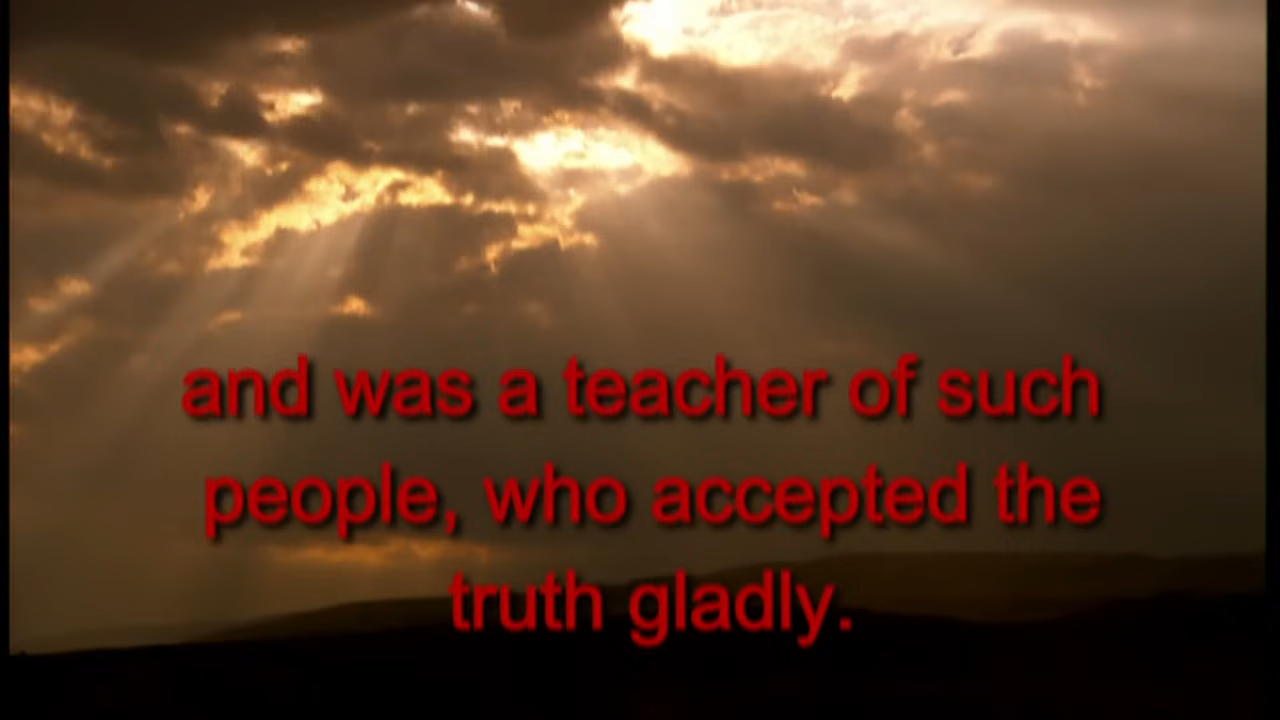 and was a teacher of such
people, who accepted the
truth gladly.